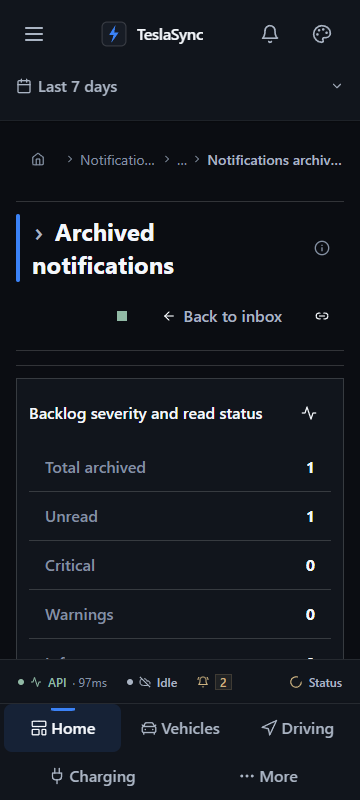 TeslaSync
Last 7 days
Notificatio... ... Notifications archiv...
Archived
notifications
Back to inbox
Backlog severity and read status
Total archived 1
Unread 1
Critical 0
Warnings 0
API · 97ms Idle 2 Status
Home Vehicles Driving
Charging More